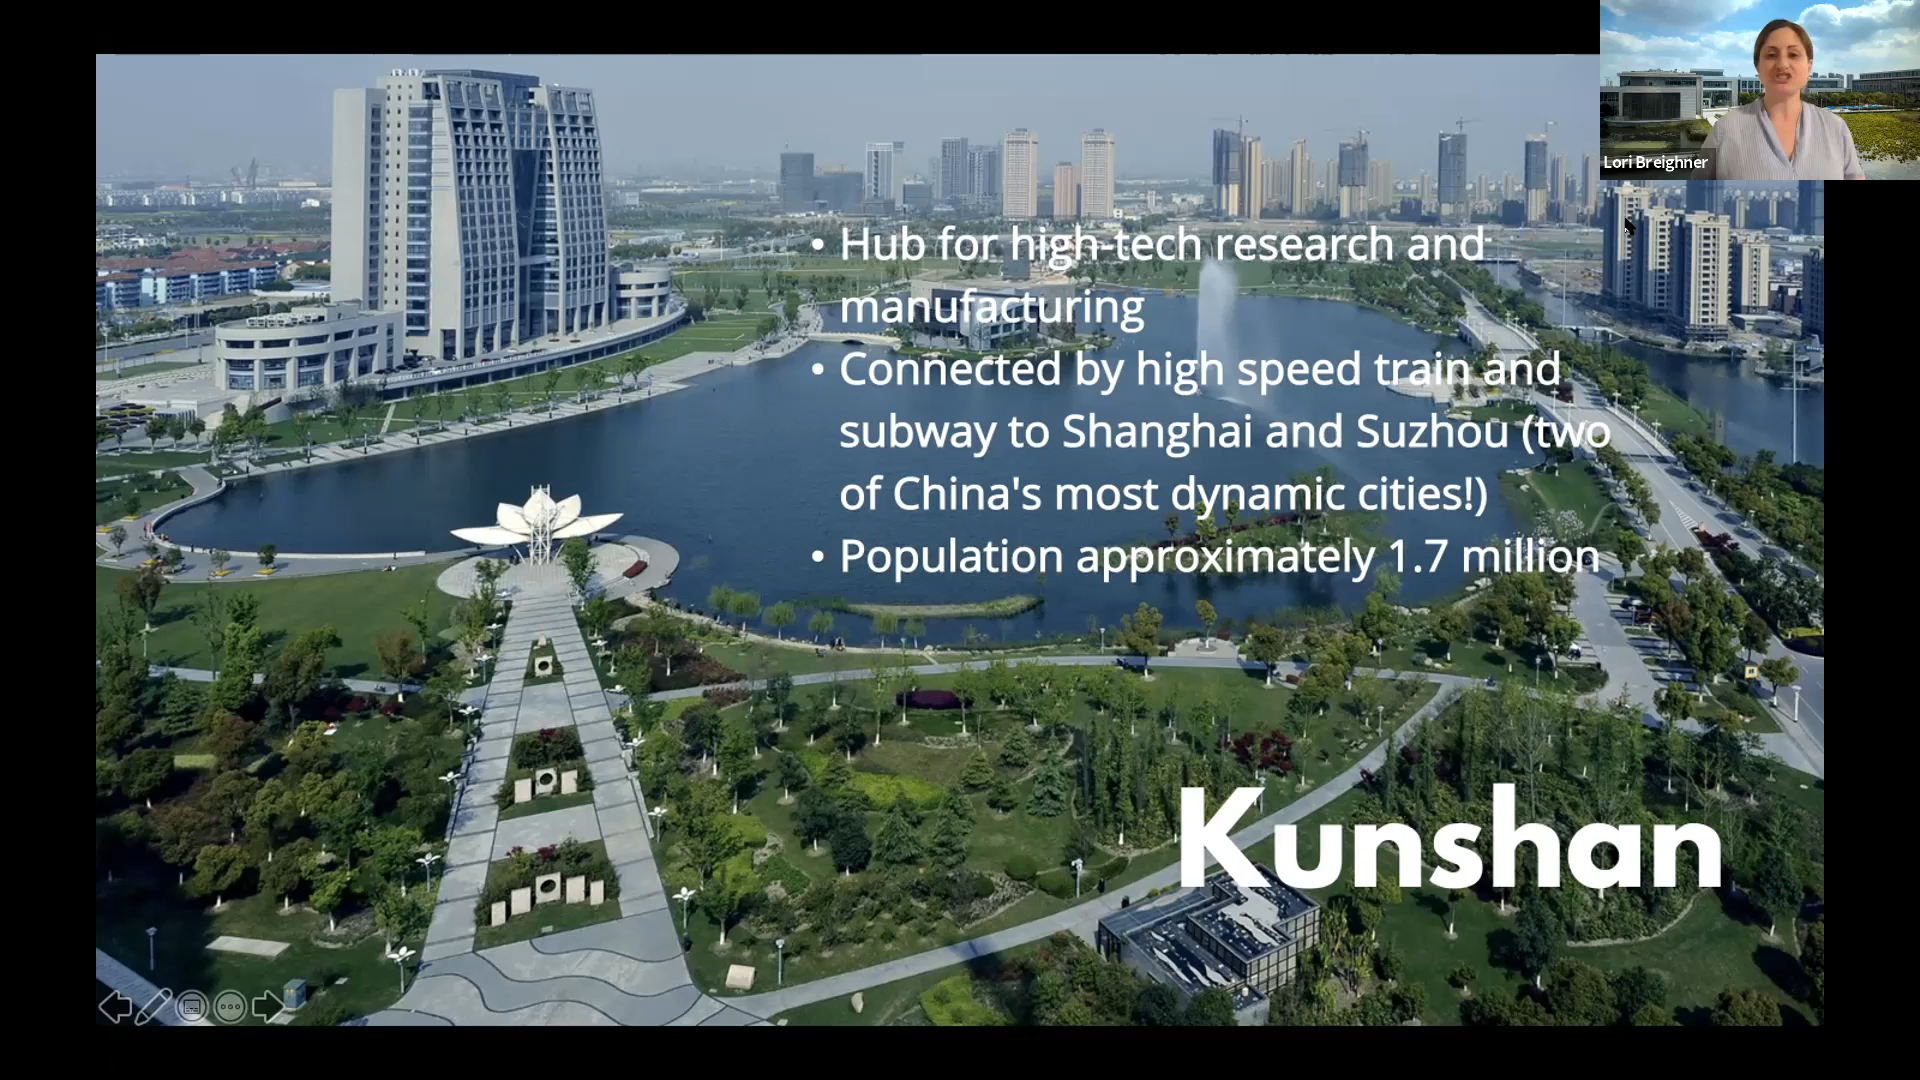 Lori Breighner
• Hub for high-tech research and
manufacturing
• Connected by high speed train and
subway to Shanghai and Suzhou (two
of China's most dynamic cities!)
• Population approximately 1.7 million
Kunshan